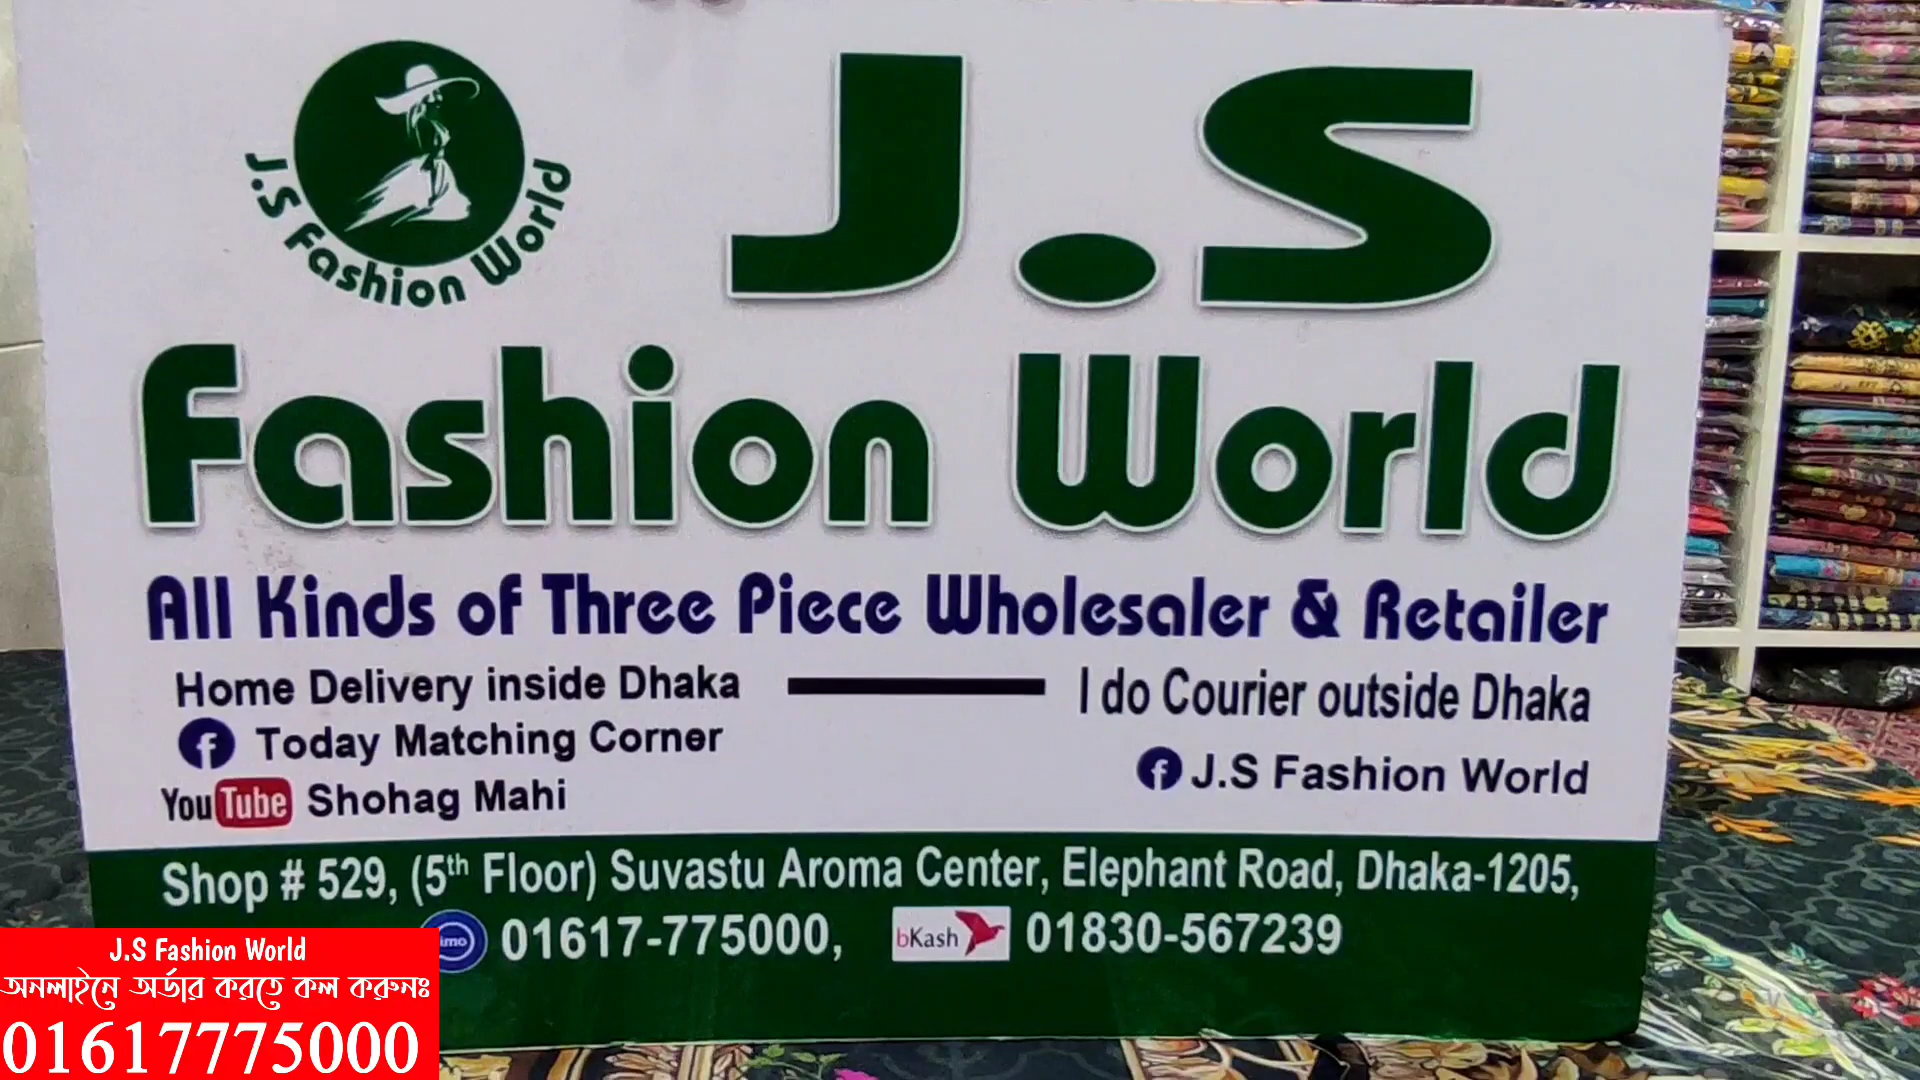 J.S Fashion World
J.S
Fashion World
All Kinds of Three Piece Wholesaler & Retailer
Home Delivery inside Dhaka
I do Courier outside Dhaka
Today Matching Corner
J.S Fashion World
YouTube Shohag Mahi
Shop # 529, (5th Floor) Suvastu Aroma Center, Elephant Road, Dhaka-1205,
imo 01617-775000, bKash 01830-567239
J.S Fashion World
অনলাইনে অর্ডার করতে কল করুনঃ
01617775000